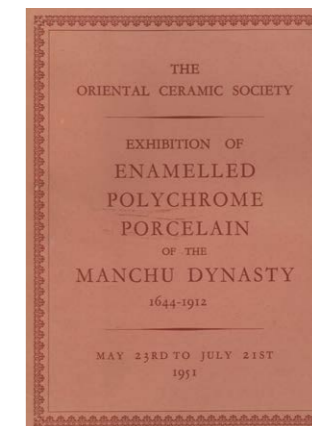 THE
ORIENTAL CERAMIC SOCIETY
EXHIBITION OF
ENAMELLED
POLYCHROME
PORCELAIN
OF THE
MANCHU DYNASTY
1644-1912
MAY 23RD TO JULY 21ST
1951